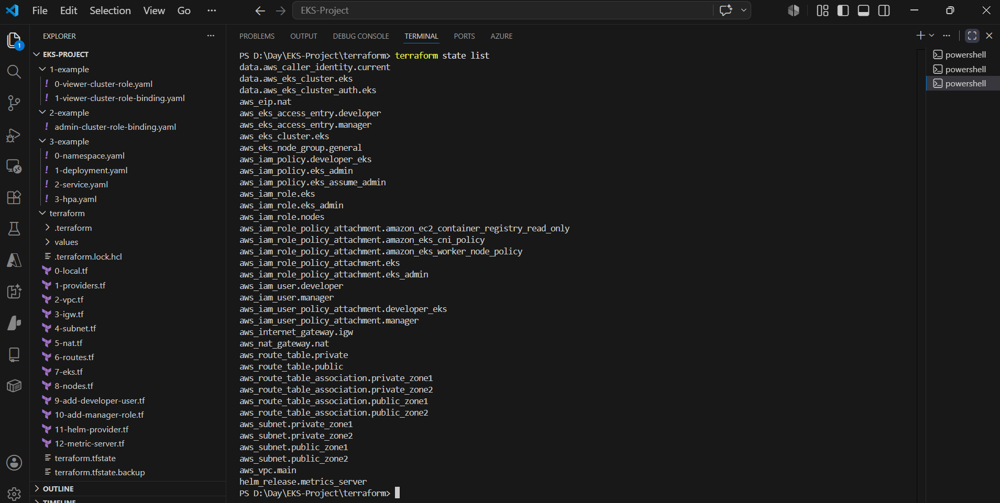 File Edit Selection View Go ··· EKS-Project
EXPLORER ···
1
EKS-PROJECT
1-example
! 0-viewer-cluster-role.yaml
! 1-viewer-cluster-role-binding.yaml
2-example
! admin-cluster-role-binding.yaml
3-example
! 0-namespace.yaml
! 1-deployment.yaml
! 2-service.yaml
! 3-hpa.yaml
terraform
.terraform
values
.terraform.lock.hcl
0-local.tf
1-providers.tf
2-vpc.tf
3-igw.tf
4-subnet.tf
5-nat.tf
6-routes.tf
7-eks.tf
8-nodes.tf
9-add-developer-user.tf
10-add-manager-role.tf
11-helm-provider.tf
12-metric-server.tf
terraform.tfstate
terraform.tfstate.backup
OUTLINE
TIMELINE
PROBLEMS OUTPUT DEBUG CONSOLE TERMINAL PORTS AZURE
PS D:\Day\EKS-Project\terraform> terraform state list
data.aws_caller_identity.current
data.aws_eks_cluster.eks
data.aws_eks_cluster_auth.eks
aws_eip.nat
aws_eks_access_entry.developer
aws_eks_access_entry.manager
aws_eks_cluster.eks
aws_eks_node_group.general
aws_iam_policy.developer_eks
aws_iam_policy.eks_admin
aws_iam_policy.eks_assume_admin
aws_iam_role.eks
aws_iam_role.eks_admin
aws_iam_role.nodes
aws_iam_role_policy_attachment.amazon_ec2_container_registry_read_only
aws_iam_role_policy_attachment.amazon_eks_cni_policy
aws_iam_role_policy_attachment.amazon_eks_worker_node_policy
aws_iam_role_policy_attachment.eks
aws_iam_role_policy_attachment.eks_admin
aws_iam_user.developer
aws_iam_user.manager
aws_iam_user_policy_attachment.developer_eks
aws_iam_user_policy_attachment.manager
aws_internet_gateway.igw
aws_nat_gateway.nat
aws_route_table.private
aws_route_table.public
aws_route_table_association.private_zone1
aws_route_table_association.private_zone2
aws_route_table_association.public_zone1
aws_route_table_association.public_zone2
aws_subnet.private_zone1
aws_subnet.private_zone2
aws_subnet.public_zone1
aws_subnet.public_zone2
aws_vpc.main
helm_release.metrics_server
PS D:\Day\EKS-Project\terraform>
powershell
powershell
powershell